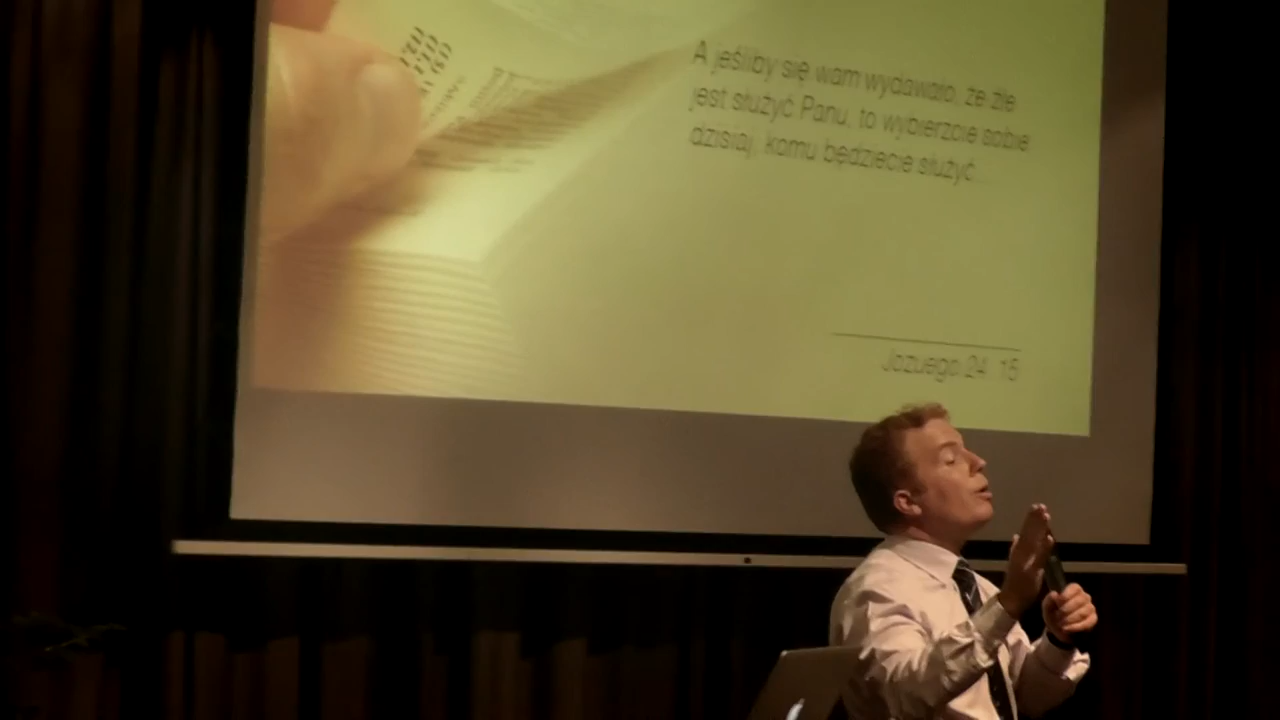 A jeśliby się wam wydawało, że źle
jest służyć Panu, to wybierzcie sobie
dzisiaj, komu będziecie służyć
Jozuego 24 15